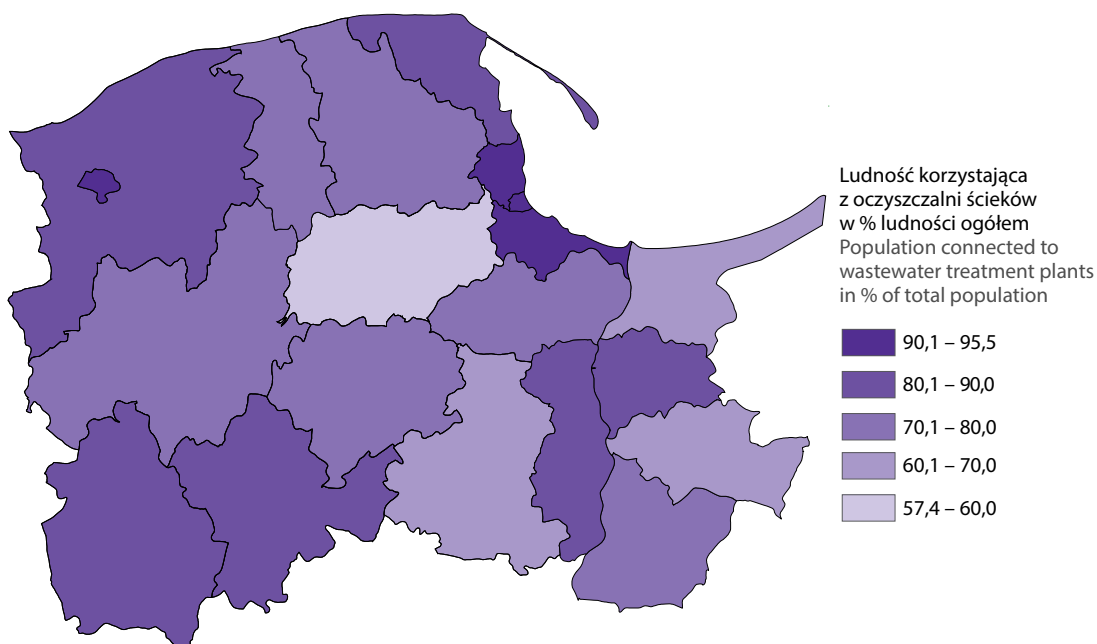 Ludność korzystająca
z oczyszczalni ścieków
w % ludności ogółem
Population connected to
wastewater treatment plants
in % of total population
90,1 – 95,5
80,1 – 90,0
70,1 – 80,0
60,1 – 70,0
57,4 – 60,0